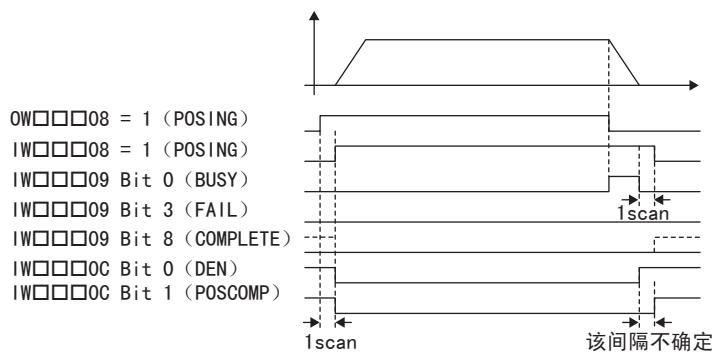 OW□□□08 = 1 (POSING)
IW□□□08 = 1 (POSING)
IW□□□09 Bit 0 (BUSY)
IW□□□09 Bit 3 (FAIL)
IW□□□09 Bit 8 (COMPLETE)
IW□□□0C Bit 0 (DEN)
IW□□□0C Bit 1 (POSCOMP)
1scan
1scan
该间隔不确定